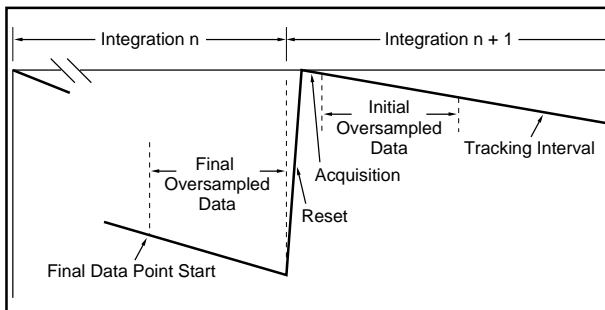 Integration n
Integration n + 1
Initial
Oversampled
Data
Tracking Interval
Final
Oversampled
Data
Acquisition
Reset
Final Data Point Start